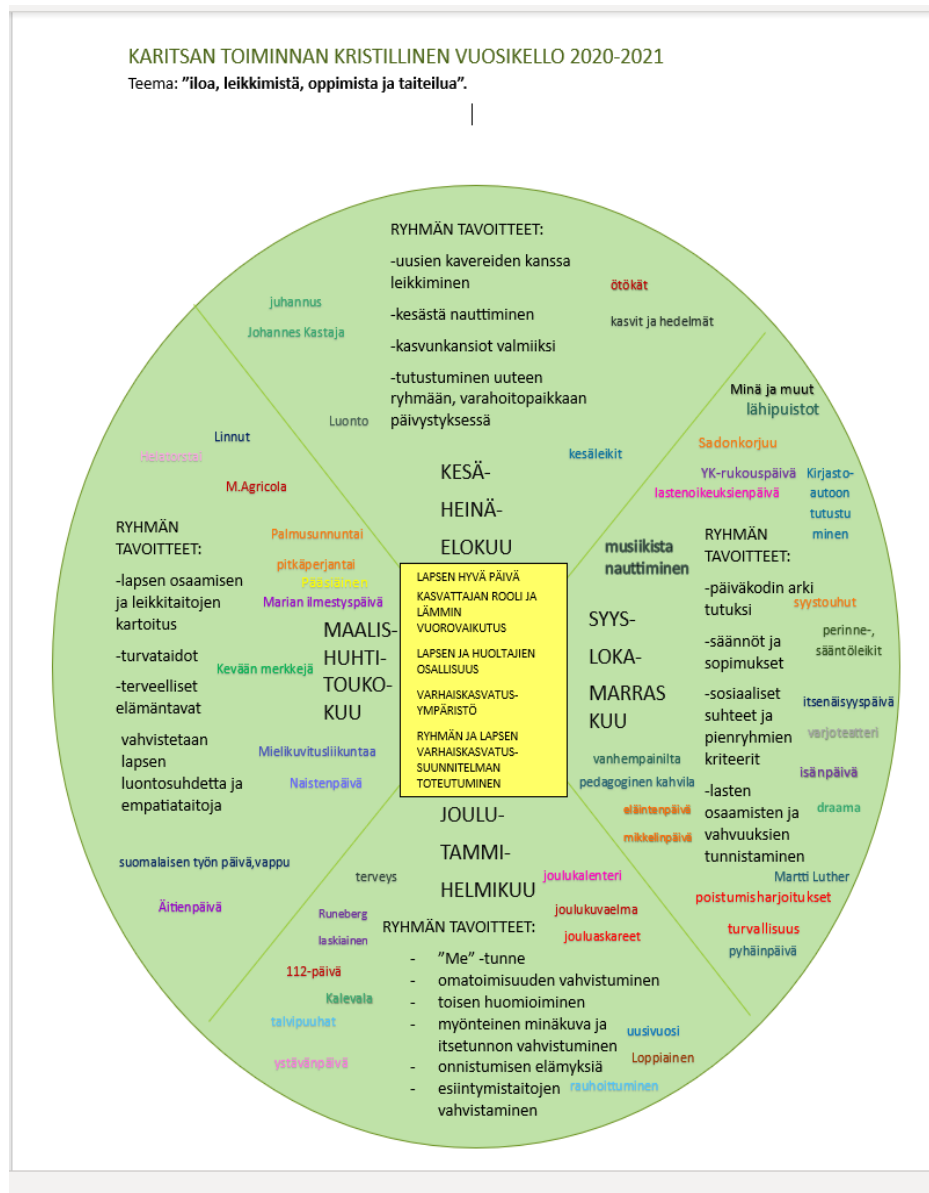 KARITSAN TOIMINNAN KRISTILLINEN VUOSIKELLO 2020-2021
Teema: ”iloa, leikkimistä, oppimista ja taiteilua”.
RYHMÄN TAVOITTEET:
-uusien kavereiden kanssa
leikkiminen
-kesästä nauttiminen
-kasvunkansiot valmiiksi
-tutustuminen uuteen
ryhmään, varahoitopaikkaan
päivystyksessä
juhannus
Johannes Kastaja
Luonto
ötökät
kasvit ja hedelmät
kesäleikit
KESÄ-
HEINÄ-
ELOKUU
Minä ja muut
lähipuistot
Sadonkorjuu
YK-rukouspäivä
lastenoikeuksienpäivä
Kirjasto-
autoon
tutustu
minen
musiikista
nauttiminen
RYHMÄN
TAVOITTEET:
-päiväkodin arki
tutuksi
-säännöt ja
sopimukset
-sosiaaliset
suhteet ja
pienryhmien
kriteerit
-lasten
osaamisten ja
vahvuuksien
tunnistaminen
systouhut
perinne-,
sääntöleikit
itsenäisyyspäivä
varjoteatteri
isänpäivä
draama
SYYS-
LOKA-
MARRAS
KUU
vanhempainilta
pedagoginen kahvila
eläintenpäivä
mikkelinpäivä
Martti Luther
poistumisharjoitukset
turvallisuus
pyhäinpäivä
LAPSEN HYVÄ PÄIVÄ
KASVATTAJAN ROOLI JA
LÄMMIN
VUOROVAIKUTUS
LAPSEN JA HUOLTAJIEN
OSALLISUUS
VARHAISKASVATUS-
YMPÄRISTÖ
RYHMÄN JA LAPSEN
VARHAISKASVATUS-
SUUNNITELMAN
TOTEUTUMINEN
Linnut
Helatorstai
M.Agricola
RYHMÄN
TAVOITTEET:
-lapsen osaamisen
ja leikkitaitojen
kartoitus
-turvataidot
-terveelliset
elämäntavat
vahvistetaan
lapsen
luontosuhdetta ja
empatiataitoja
Palmusunnuntai
pitkäperjantai
Pääsiäinen
Marian ilmestyspäivä
MAALIS-
HUHTI-
TOUKO-
KUU
Kevään merkkejä
Mielikuvitusliikuntaa
Naistenpäivä
suomalaisen työn päivä,vappu
Äitienpäivä
JOULU-
TAMMI-
HELMIKUU
terveys
Runeberg
laskiainen
112-päivä
Kalevala
talvipuuhat
ystävänpäivä
joulukalenteri
joulukuvaelma
jouluaskareet
RYHMÄN TAVOITTEET:
- ”Me” -tunne
- omatoimisuuden vahvistuminen
- toisen huomioiminen
- myönteinen minäkuva ja
itsetunnon vahvistuminen
- onnistumisen elämyksiä
- esiintymistaitojen
vahvistaminen
uusivuosi
Loppiainen
rauhoittuminen